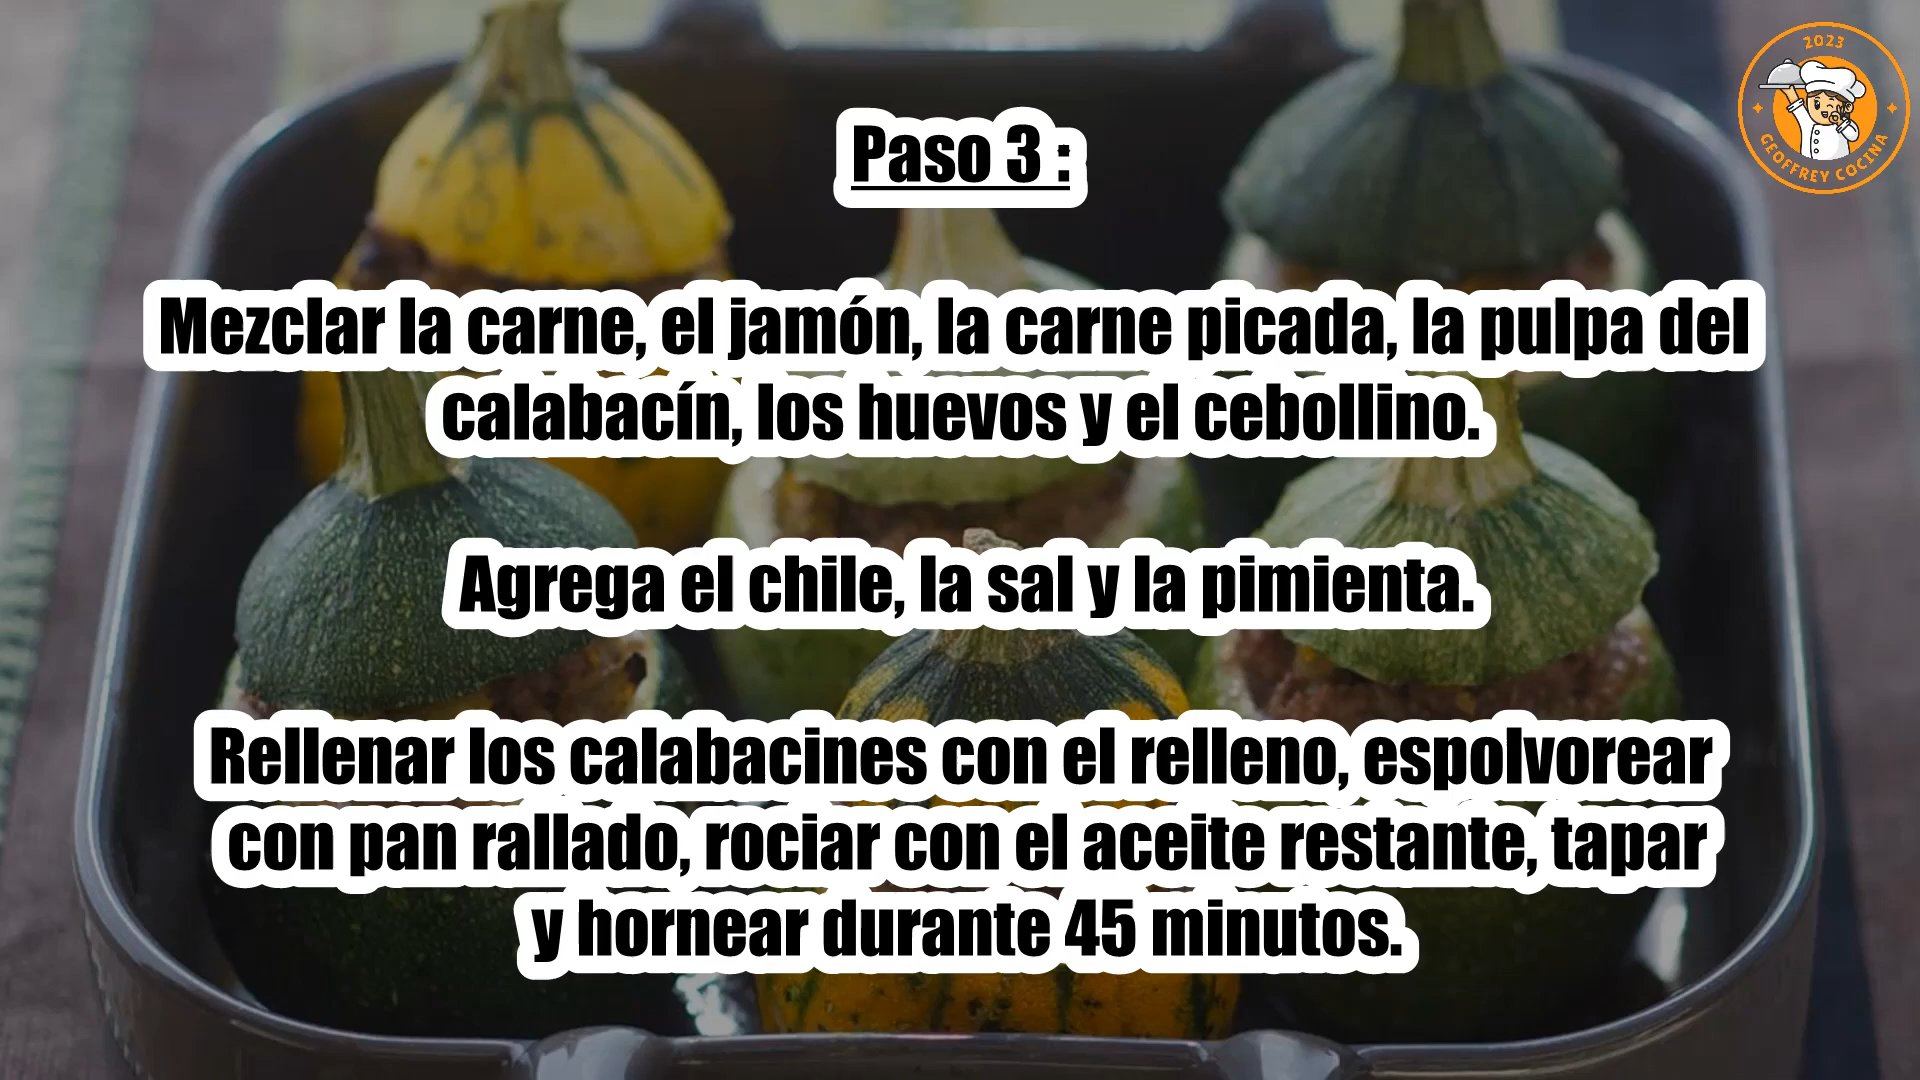 2023
GEOFFREY COCINA
Paso 3 :
Mezclar la carne, el jamón, la carne picada, la pulpa del
calabacín, los huevos y el cebollino.
Agrega el chile, la sal y la pimienta.
Rellenar los calabacines con el relleno, espolvorear
con pan rallado, rociar con el aceite restante, tapar
y hornear durante 45 minutos.